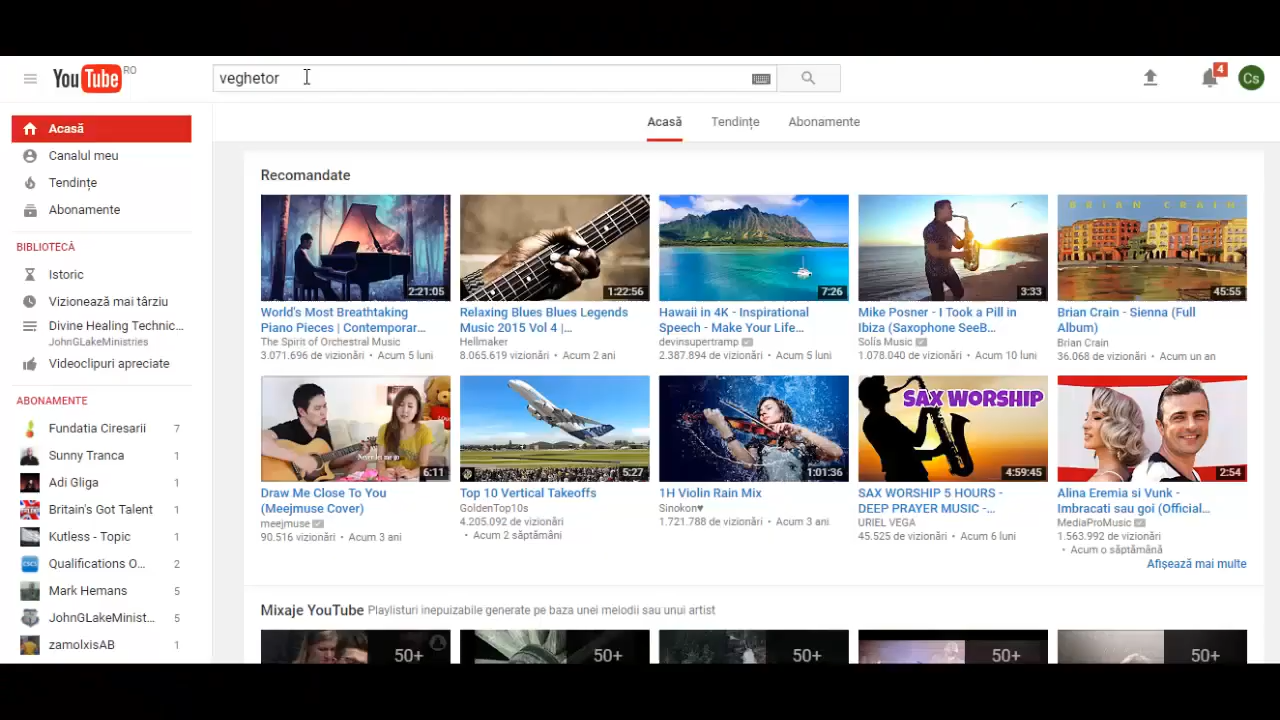 YouTube RO
veghetor
4
Cs
Acasă Tendințe Abonamente
Acasă
Canalul meu
Tendințe
Abonamente
BIBLIOTECĂ
Istoric
Vizionează mai târziu
Divine Healing Technic...
JohnGLakeMinistries
Videoclipuri apreciate
ABONAMENTE
Fundatia Ciresarii 7
Sunny Tranca 1
Adi Gliga 1
Britain's Got Talent 1
Kutless - Topic 1
Qualifications O... 2
Mark Hemans 5
JohnGLakeMinist... 5
zamolxisAB 1
Recomandate
2:21:05
World's Most Breathtaking
Piano Pieces | Contemporar...
The Spirit of Orchestral Music
3.071.696 de vizionări • Acum 5 luni
1:22:56
Relaxing Blues Blues Legends
Music 2015 Vol 4 |...
Hellmaker
8.065.619 vizionări • Acum 2 ani
7:26
Hawaii in 4K - Inspirational
Speech - Make Your Life...
devinsupertramp
2.387.894 de vizionări • Acum 5 luni
3:33
Mike Posner - I Took a Pill in
Ibiza (Saxophone SeeB...
Solís Music
1.078.040 de vizionări • Acum 10 luni
BRIAN CRAIN
45:55
Brian Crain - Sienna (Full
Album)
Brian Crain
36.068 de vizionări • Acum un an
6:11
Draw Me Close To You
(Meejmuse Cover)
meejmuse
90.516 vizionări • Acum 3 ani
5:27
Top 10 Vertical Takeoffs
GoldenTop10s
4.205.092 de vizionări
• Acum 2 săptămâni
1:01:36
1H Violin Rain Mix
Sinokon♥
1.721.788 de vizionări • Acum 3 ani
SAX WORSHIP
4:59:45
SAX WORSHIP 5 HOURS -
DEEP PRAYER MUSIC -...
URIEL VEGA
45.525 de vizionări • Acum 6 luni
2:54
Alina Eremia si Vunk -
Imbracati sau goi (Official...
MediaProMusic
1.563.992 de vizionări
• Acum o săptămână
Afișează mai multe
Mixaje YouTube Playlisturi inepuizabile generate pe baza unei melodii sau unui artist
50+ 50+ 50+ 50+ 50+